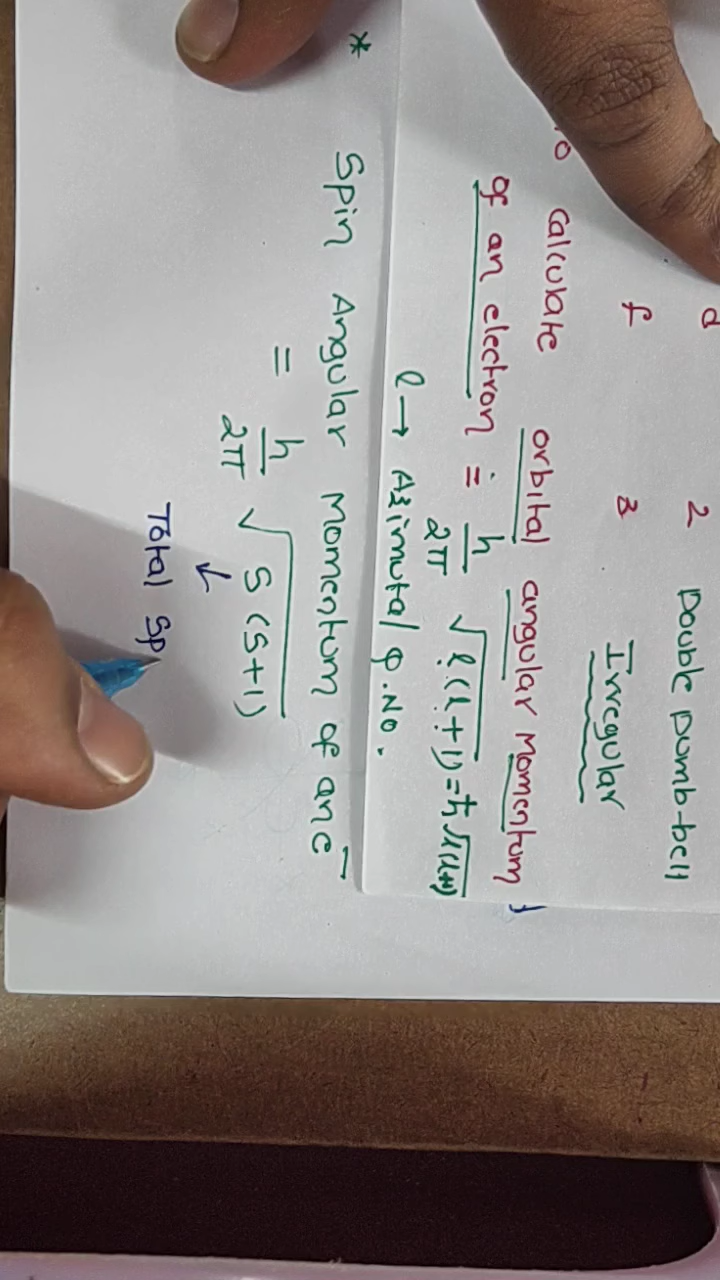 d 2 Double Dumb-bell
f 3 Irregular
To calculate orbital angular momentum
of an electron = h/2π √l(l+1) = ħ√l(l+1)
l → Azimutal Q.No.
* Spin Angular Momentum of an e⁻
= h/2π √S(S+1)
↓
Total Sp